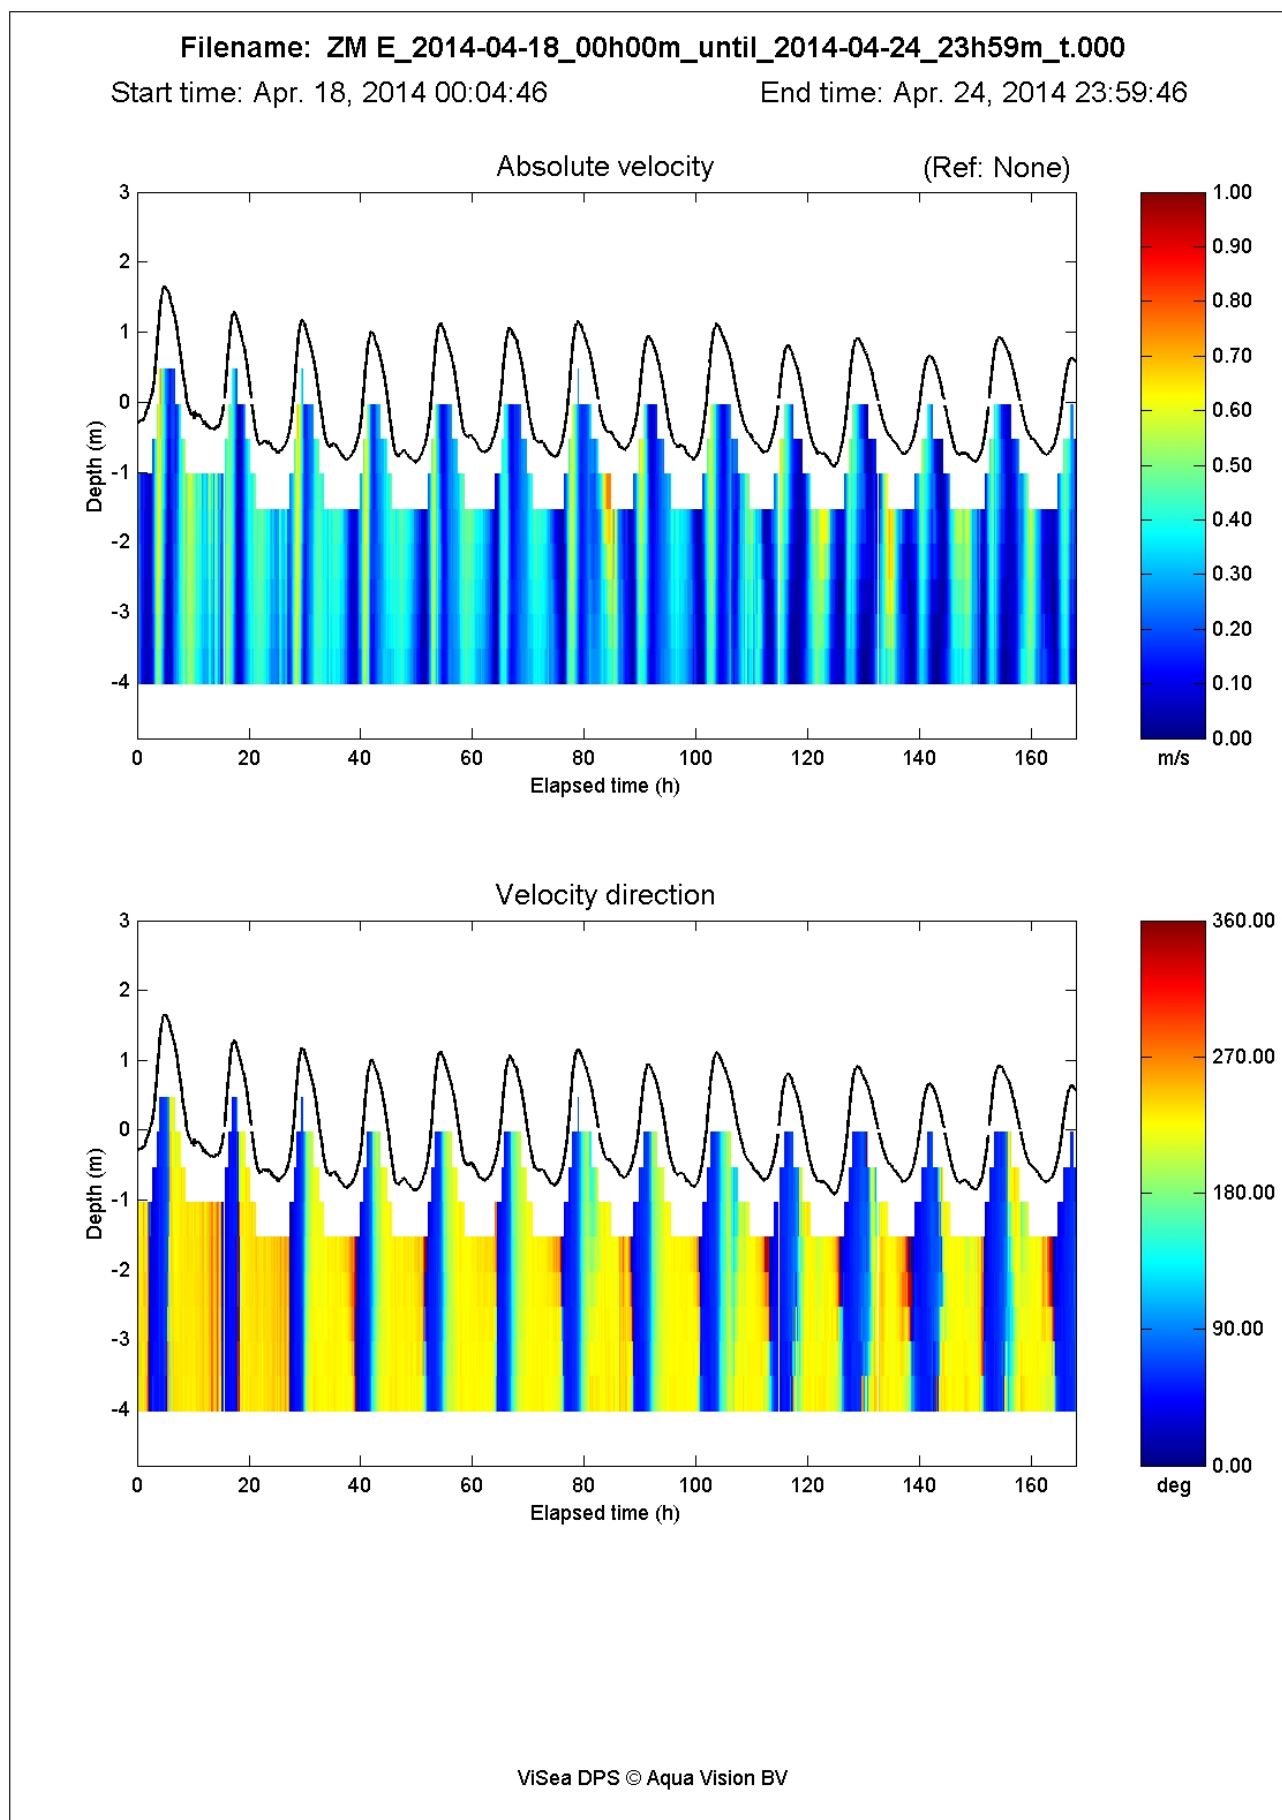 Filename:  ZM E_2014-04-18_00h00m_until_2014-04-24_23h59m_t.000
Start time: Apr. 18, 2014 00:04:46 End time: Apr. 24, 2014 23:59:46
Absolute velocity (Ref: None)
3
2
1
0
-1
-2
-3
-4
Depth (m)
0 20 40 60 80 100 120 140 160
Elapsed time (h)
1.00
0.90
0.80
0.70
0.60
0.50
0.40
0.30
0.20
0.10
0.00
m/s
Velocity direction
3
2
1
0
-1
-2
-3
-4
Depth (m)
0 20 40 60 80 100 120 140 160
Elapsed time (h)
360.00
270.00
180.00
90.00
0.00
deg
ViSea DPS © Aqua Vision BV